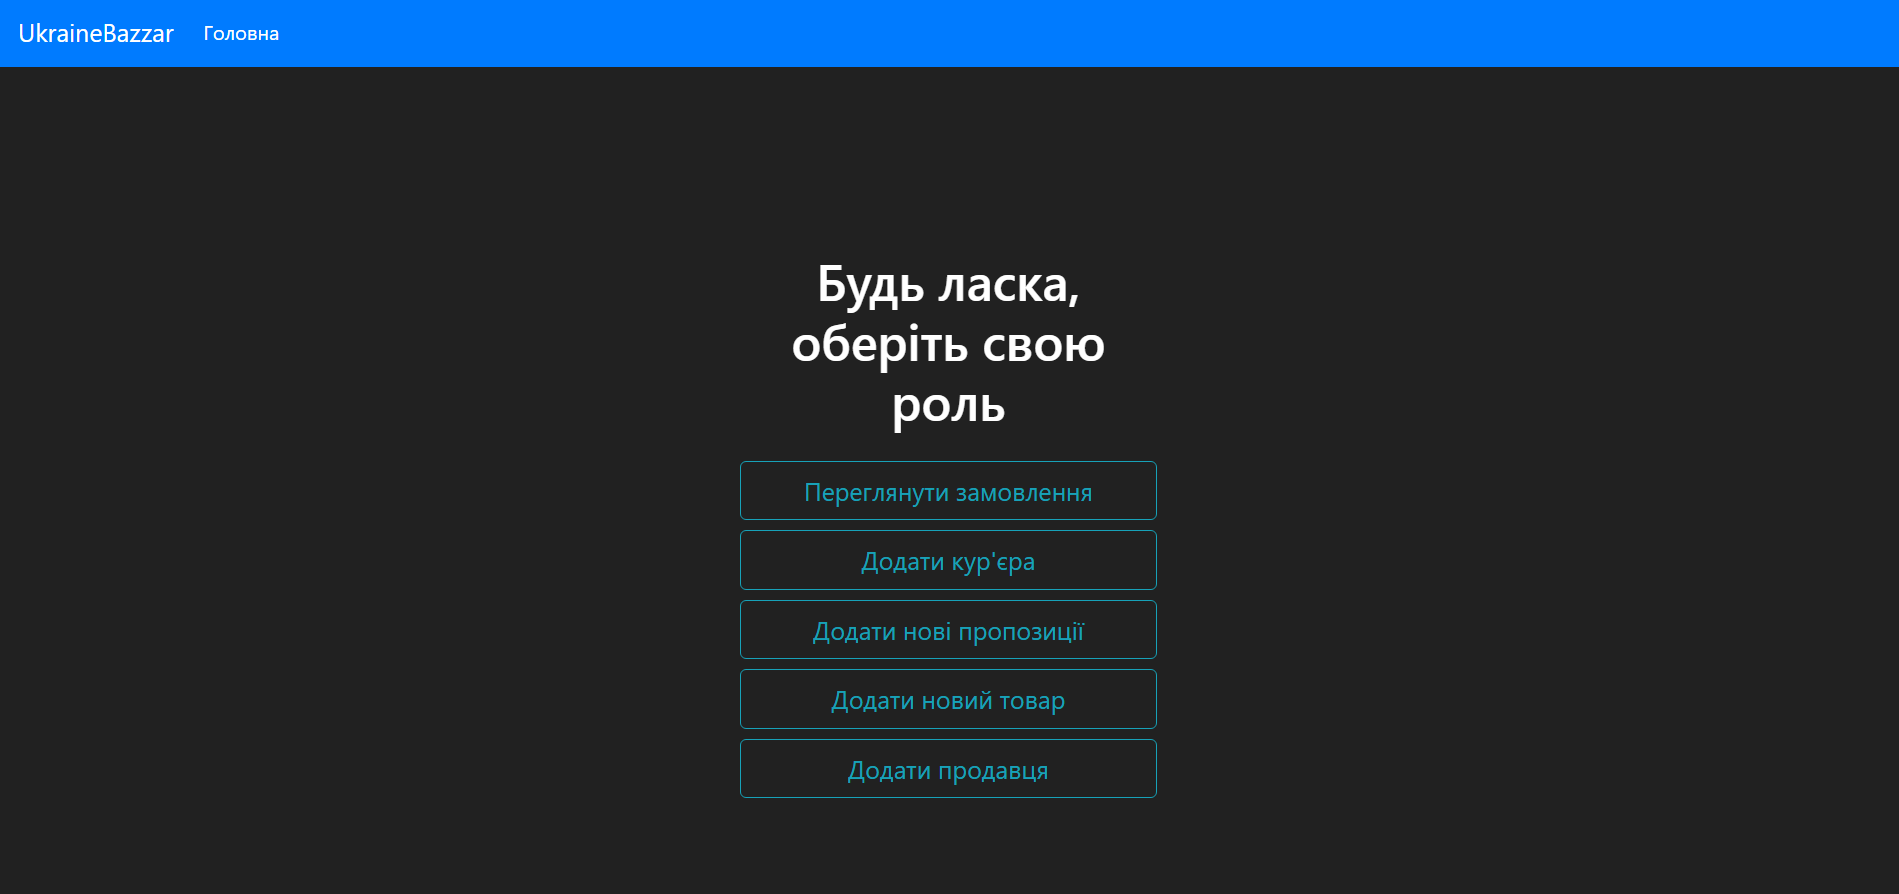 UkraineBazzar Головна
Будь ласка,
оберіть свою
роль
Переглянути замовлення
Додати кур'єра
Додати нові пропозиції
Додати новий товар
Додати продавця